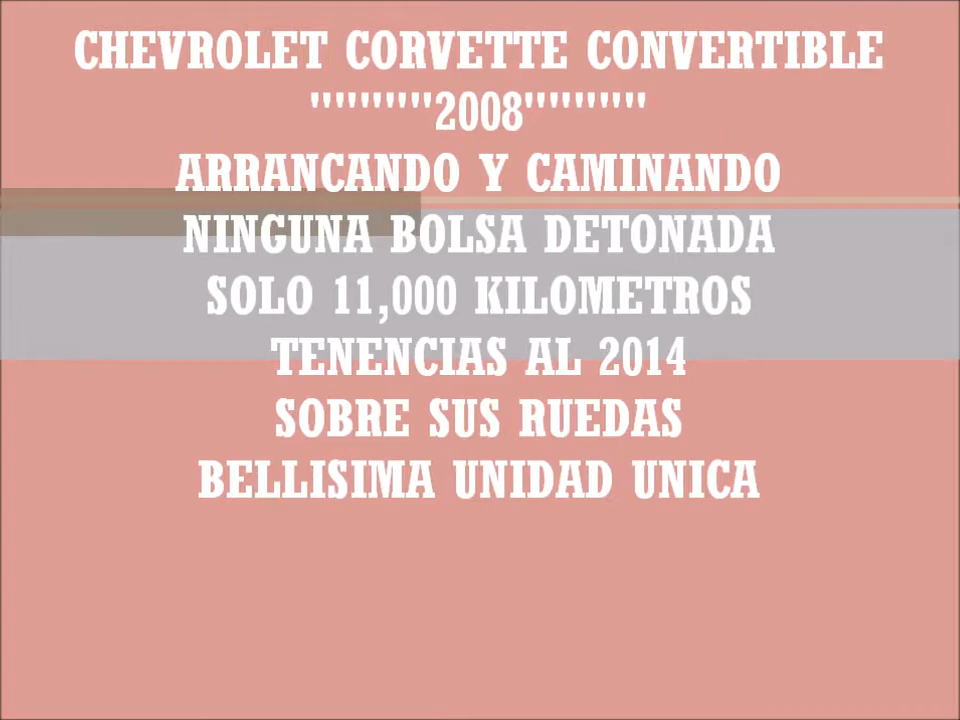 CHEVROLET CORVETTE CONVERTIBLE
""""""""""2008""""""""""
ARRANCANDO Y CAMINANDO
NINGUNA BOLSA DETONADA
SOLO 11,000 KILOMETROS
TENENCIAS AL 2014
SOBRE SUS RUEDAS
BELLISIMA UNIDAD UNICA